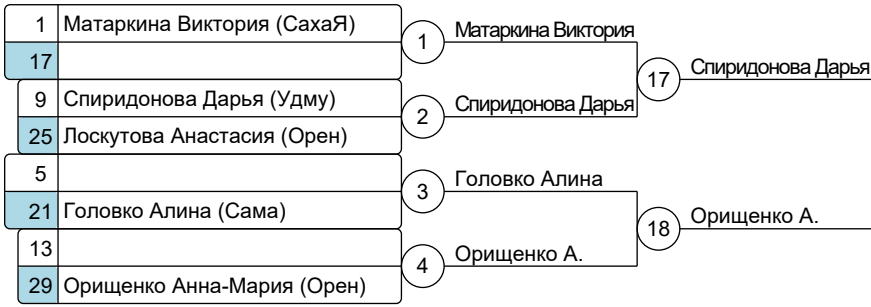 1 Матаркина Виктория (СахаЯ)
17
1 Матаркина Виктория
9 Спиридонова Дарья (Удму)
25 Лоскутова Анастасия (Орен)
2 Спиридонова Дарья
17 Спиридонова Дарья
5
21 Головко Алина (Сама)
3 Головко Алина
13
29 Орищенко Анна-Мария (Орен)
4 Орищенко А.
18 Орищенко А.